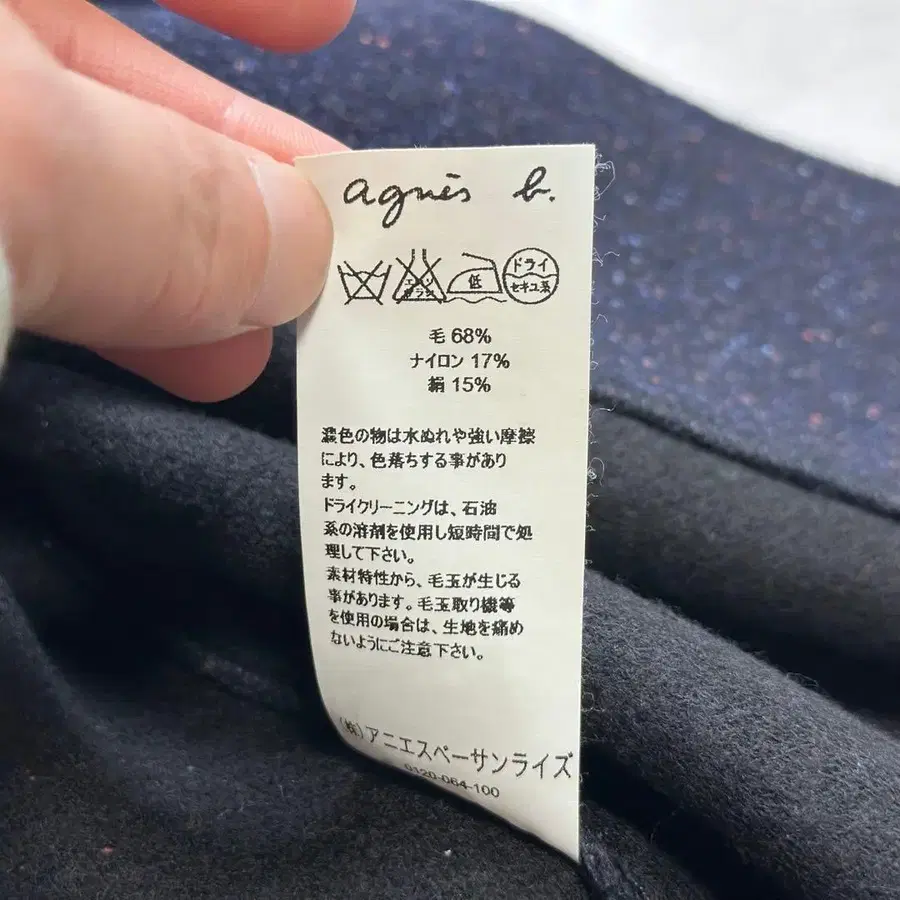 agnès b.
エンソ サラシ 低 ドライ セキユ系
毛 68%
ナイロン 17%
絹 15%
濃色の物は水ぬれや強い摩擦
により、色落ちする事があり
ます。
ドライクリーニングは、石油
系の溶剤を使用し短時間で処
理して下さい。
素材特性から、毛玉が生じる
事があります。毛玉取り機等
を使用の場合は、生地を痛め
ないようにご注意下さい。
(株)アニエスベーサンライズ
0120-064-100